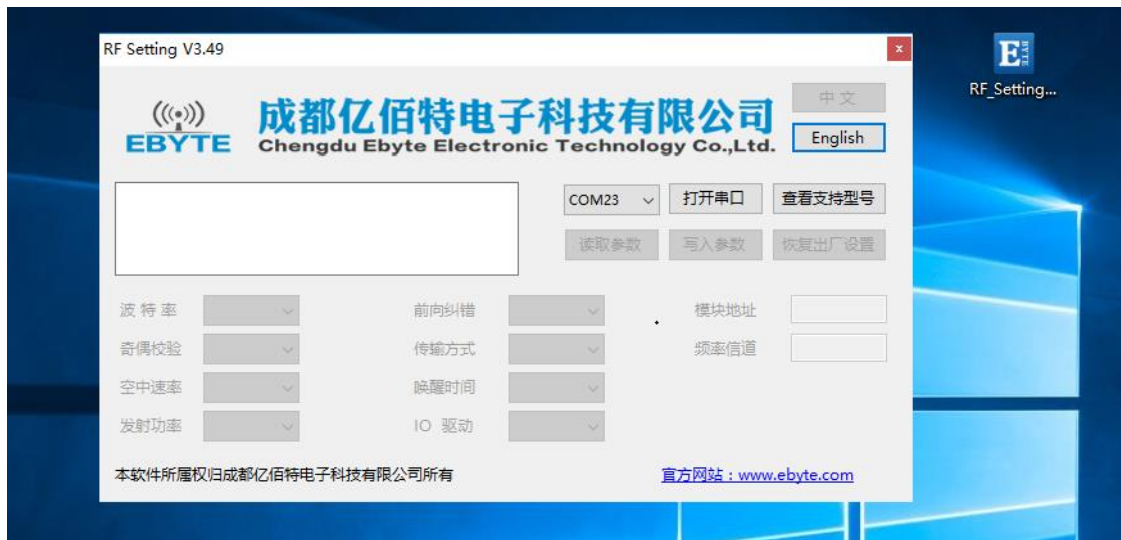 RF Setting V3.49
x
EBYTE
成都亿佰特电子科技有限公司
Chengdu Ebyte Electronic Technology Co.,Ltd.
中 文
English
E BYTE
RF_Setting...
COM23 打开串口 查看支持型号
读取参数 写入参数 恢复出厂设置
波 特 率 前向纠错 模块地址
奇偶校验 传输方式 频率信道
空中速率 唤醒时间
发射功率 IO 驱动
本软件所属权归成都亿佰特电子科技有限公司所有 官方网站：www.ebyte.com